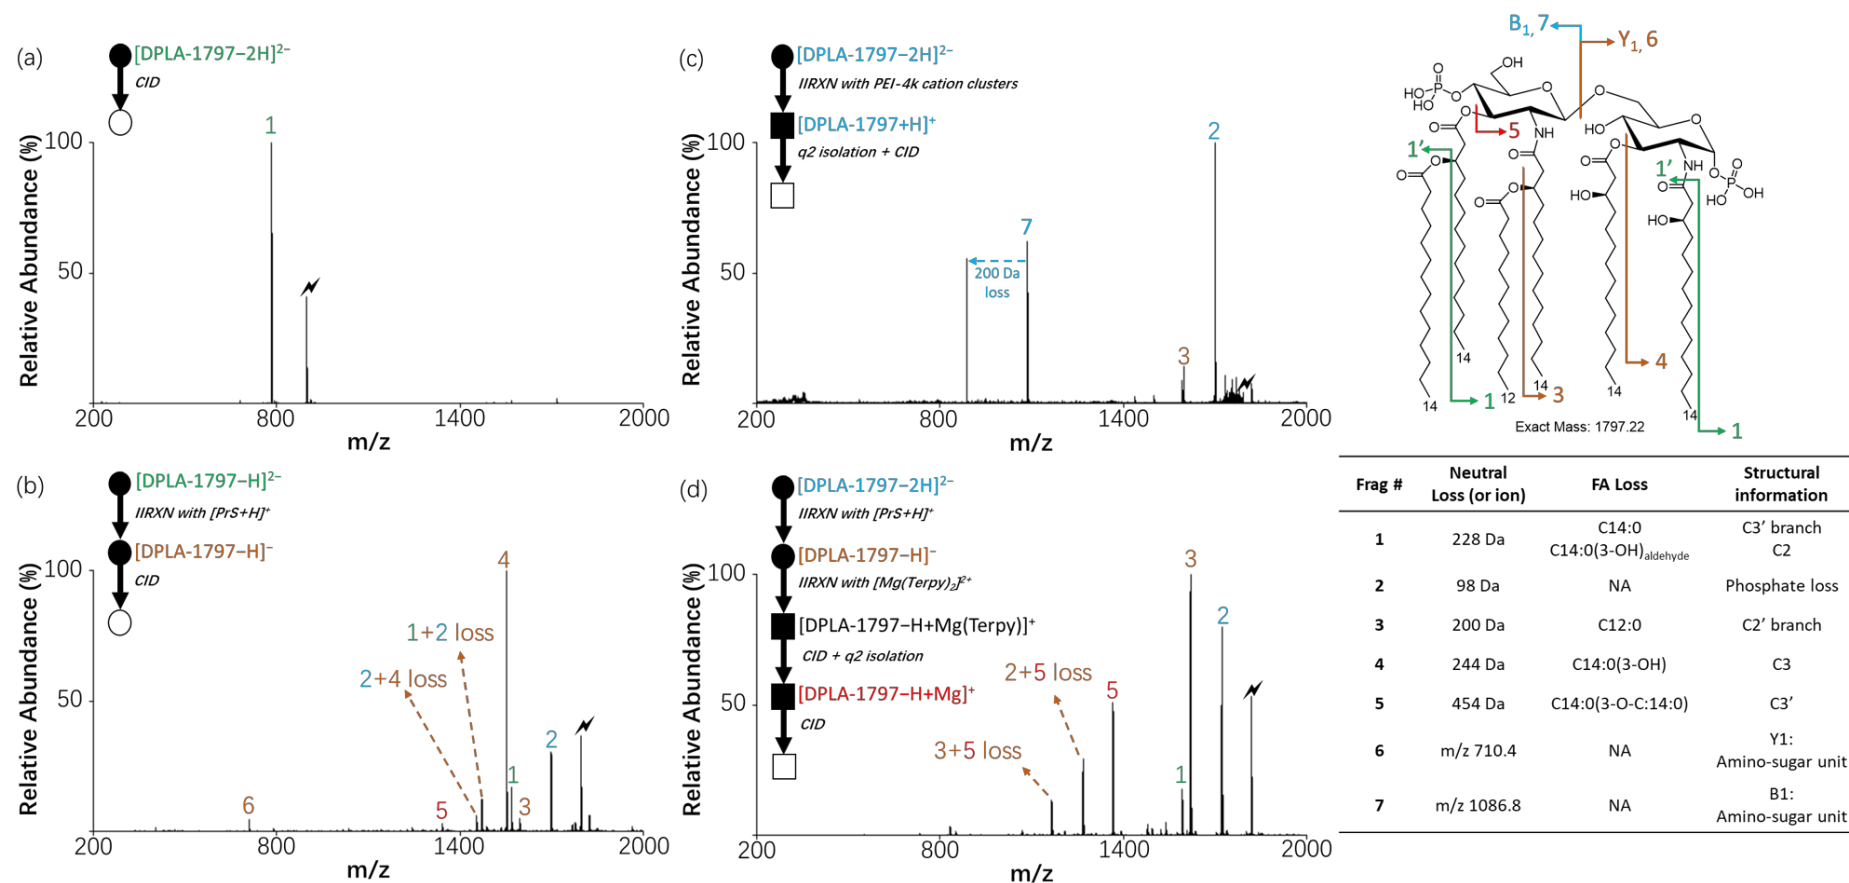 (a)
[DPLA-1797−2H]²⁻
CID
1
100
50
Relative Abundance (%)
200
800
1400
2000
m/z
(b)
[DPLA-1797−H]²⁻
IIRXN with [PrS+H]⁺
[DPLA-1797−H]⁻
CID
4
1+2 loss
2+4 loss
2
1
3
5
6
100
50
Relative Abundance (%)
200
800
1400
2000
m/z
(c)
[DPLA-1797−2H]²⁻
IIRXN with PEI-4k cation clusters
[DPLA-1797+H]⁺
q2 isolation + CID
2
7
200 Da
loss
3
100
50
Relative Abundance (%)
200
800
1400
2000
m/z
(d)
[DPLA-1797−2H]²⁻
IIRXN with [PrS+H]⁺
[DPLA-1797−H]⁻
IIRXN with [Mg(Terpy)₂]²⁺
[DPLA-1797−H+Mg(Terpy)]⁺
CID + q2 isolation
[DPLA-1797−H+Mg]⁺
CID
3
2
2+5 loss
5
3+5 loss
1
100
50
Relative Abundance (%)
200
800
1400
2000
m/z
B₁, 7
Y₁, 6
OH
HO
P
O
HO
O
O
O
O
5
NH
HO
O
O
O
O
1’
O
O
O
O
O
O
NH
1’
O
O
P
OH
HO
O
HO
HO
4
14
14
12
14
14
14
1
3
1
Exact Mass: 1797.22
Frag # Neutral Loss (or ion) FA Loss Structural information
1 228 Da C14:0 C14:0(3-OH)aldehyde C3’ branch C2
2 98 Da NA Phosphate loss
3 200 Da C12:0 C2’ branch
4 244 Da C14:0(3-OH) C3
5 454 Da C14:0(3-O-C:14:0) C3’
6 m/z 710.4 NA Y1: Amino-sugar unit
7 m/z 1086.8 NA B1: Amino-sugar unit